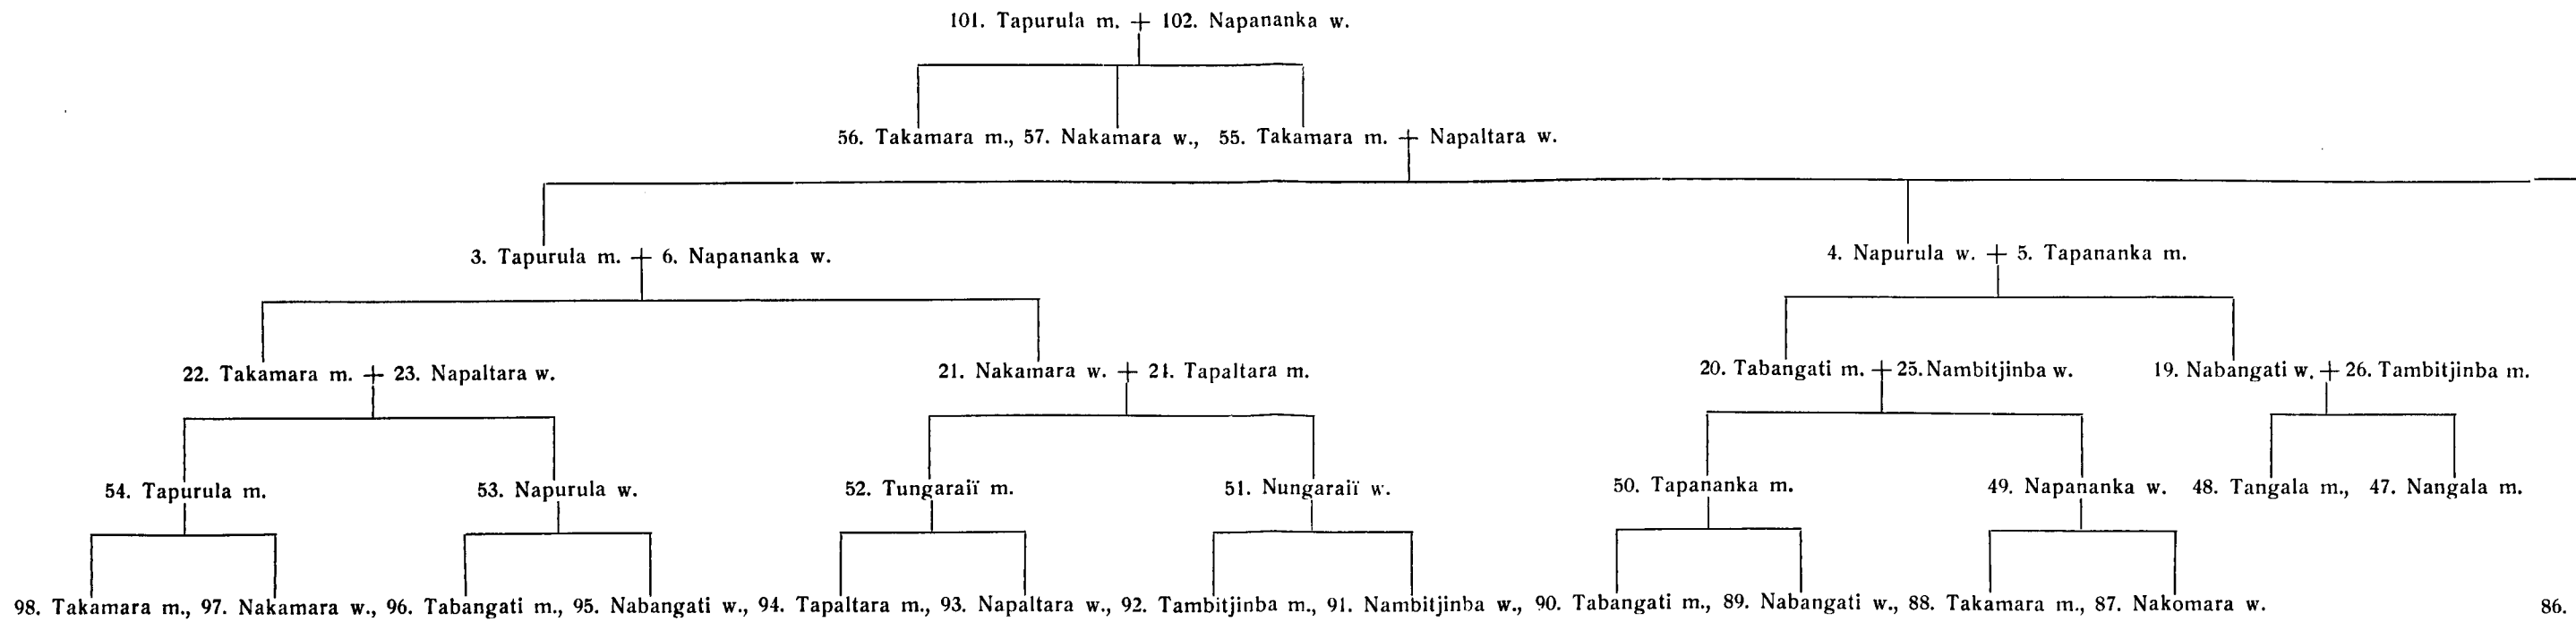 101. Tapurula m. + 102. Napananka w.
56. Takamara m., 57. Nakamara w., 55. Takamara m. + Napaltara w.
3. Tapurula m. + 6. Napananka w. 4. Napurula w. + 5. Tapananka m.
22. Takamara m. + 23. Napaltara w. 21. Nakamara w. + 21. Tapaltara m. 20. Tabangati m. + 25. Nambitjinba w. 19. Nabangati w. + 26. Tambitjinba m.
54. Tapurula m. 53. Napurula w. 52. Tungaraiï m. 51. Nungaraiï w. 50. Tapananka m. 49. Napananka w. 48. Tangala m., 47. Nangala m.
98. Takamara m., 97. Nakamara w., 96. Tabangati m., 95. Nabangati w., 94. Tapaltara m., 93. Napaltara w., 92. Tambitjinba m., 91. Nambitjinba w., 90. Tabangati m., 89. Nabangati w., 88. Takamara m., 87. Nakomara w. 86.